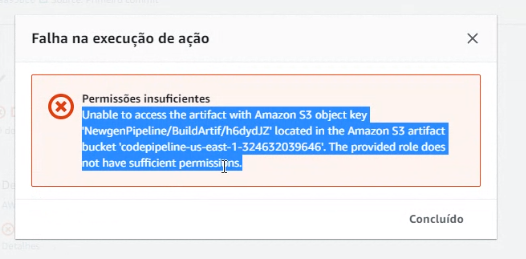 Falha na execução de ação
Permissões insuficientes
Unable to access the artifact with Amazon S3 object key
'NewgenPipeline/BuildArtif/h6dydJZ' located in the Amazon S3 artifact
bucket 'codepipeline-us-east-1-324632039646'. The provided role does
not have sufficient permissions.
Concluído